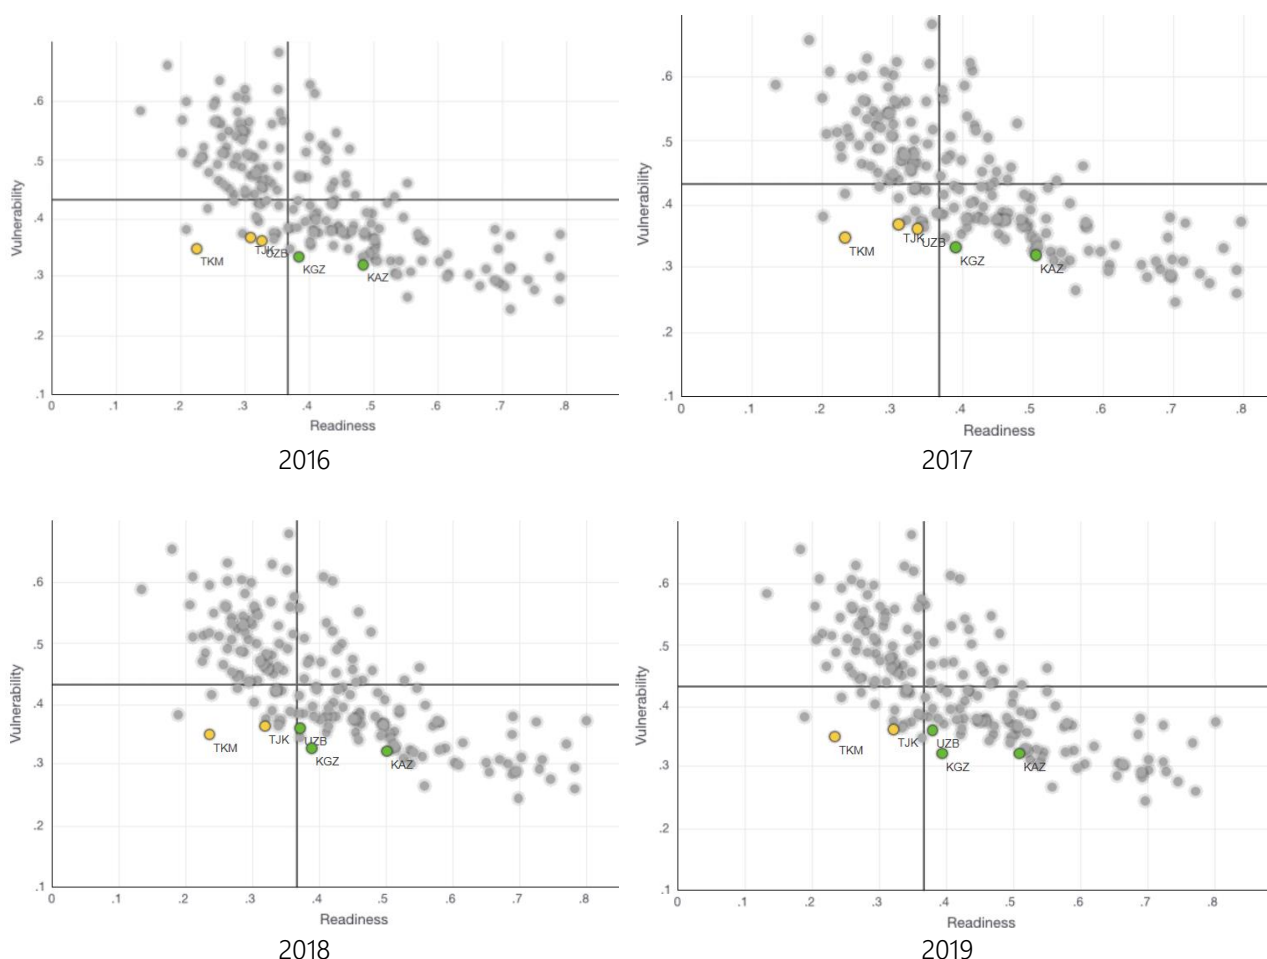 .6
.5
.4
.3
.2
.1
0
.1
.2
.3
.4
.5
.6
.7
.8
Vulnerability
Readiness
TKM
TJK
UZB
KGZ
KAZ
2016
.6
.5
.4
.3
.2
.1
0
.1
.2
.3
.4
.5
.6
.7
.8
Vulnerability
Readiness
TKM
TJK
UZB
KGZ
KAZ
2017
.6
.5
.4
.3
.2
.1
0
.1
.2
.3
.4
.5
.6
.7
.8
Vulnerability
Readiness
TKM
TJK
UZB
KGZ
KAZ
2018
.6
.5
.4
.3
.2
.1
0
.1
.2
.3
.4
.5
.6
.7
.8
Vulnerability
Readiness
TKM
TJK
UZB
KGZ
KAZ
2019